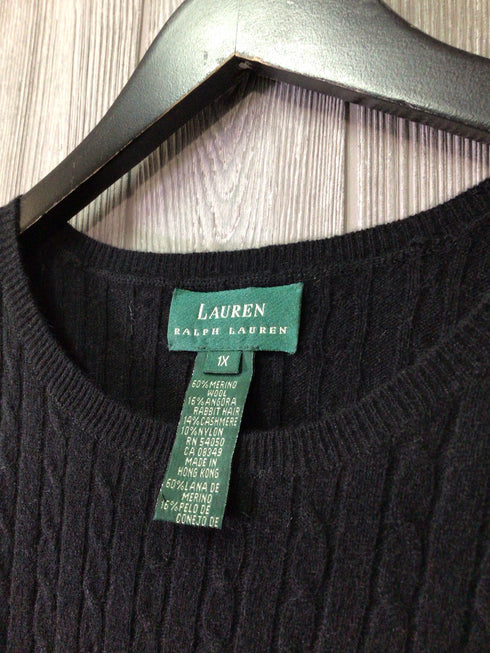 LAUREN
RALPH LAUREN
1X
60% MERINO
WOOL
16% ANGORA
RABBIT HAIR
14% CASHMERE
10% NYLON
RN 54050
CA 08349
MADE IN
HONG KONG
60% LANA DE
MERINO
16% PELO DE
CONEJO DE